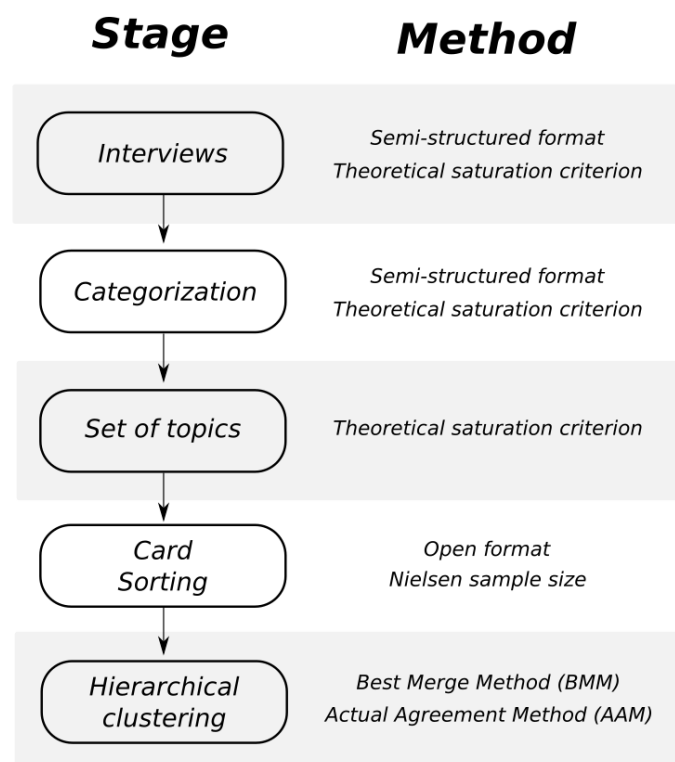 Stage
Method
Interviews
Semi-structured format
Theoretical saturation criterion
Categorization
Semi-structured format
Theoretical saturation criterion
Set of topics
Theoretical saturation criterion
Card
Sorting
Open format
Nielsen sample size
Hierarchical
clustering
Best Merge Method (BMM)
Actual Agreement Method (AAM)